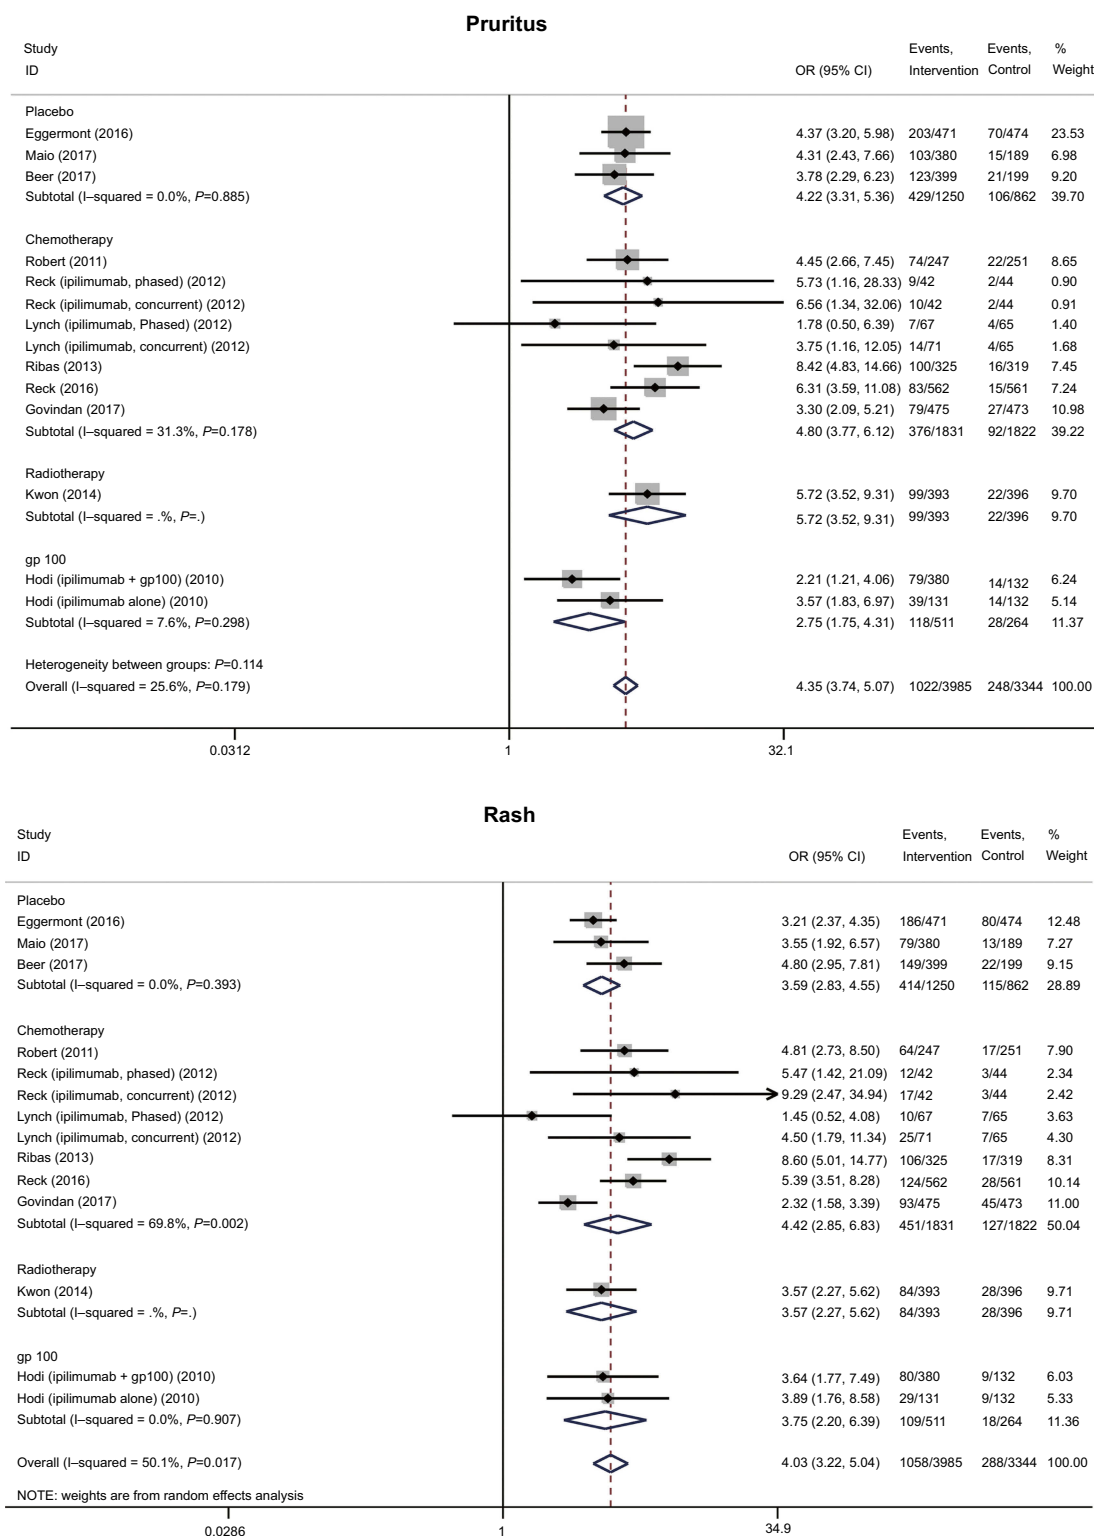 Pruritus
Study Events, Events, %
ID OR (95% CI) Intervention Control Weight
Placebo
Eggermont (2016) 4.37 (3.20, 5.98) 203/471 70/474 23.53
Maio (2017) 4.31 (2.43, 7.66) 103/380 15/189 6.98
Beer (2017) 3.78 (2.29, 6.23) 123/399 21/199 9.20
Subtotal (I–squared = 0.0%, P=0.885) 4.22 (3.31, 5.36) 429/1250 106/862 39.70
Chemotherapy
Robert (2011) 4.45 (2.66, 7.45) 74/247 22/251 8.65
Reck (ipilimumab, phased) (2012) 5.73 (1.16, 28.33) 9/42 2/44 0.90
Reck (ipilimumab, concurrent) (2012) 6.56 (1.34, 32.06) 10/42 2/44 0.91
Lynch (ipilimumab, Phased) (2012) 1.78 (0.50, 6.39) 7/67 4/65 1.40
Lynch (ipilimumab, concurrent) (2012) 3.75 (1.16, 12.05) 14/71 4/65 1.68
Ribas (2013) 8.42 (4.83, 14.66) 100/325 16/319 7.45
Reck (2016) 6.31 (3.59, 11.08) 83/562 15/561 7.24
Govindan (2017) 3.30 (2.09, 5.21) 79/475 27/473 10.98
Subtotal (I–squared = 31.3%, P=0.178) 4.80 (3.77, 6.12) 376/1831 92/1822 39.22
Radiotherapy
Kwon (2014) 5.72 (3.52, 9.31) 99/393 22/396 9.70
Subtotal (I–squared = .%, P=.) 5.72 (3.52, 9.31) 99/393 22/396 9.70
gp 100
Hodi (ipilimumab + gp100) (2010) 2.21 (1.21, 4.06) 79/380 14/132 6.24
Hodi (ipilimumab alone) (2010) 3.57 (1.83, 6.97) 39/131 14/132 5.14
Subtotal (I–squared = 7.6%, P=0.298) 2.75 (1.75, 4.31) 118/511 28/264 11.37
Heterogeneity between groups: P=0.114
Overall (I–squared = 25.6%, P=0.179) 4.35 (3.74, 5.07) 1022/3985 248/3344 100.00
0.0312 1 32.1
Rash
Study Events, Events, %
ID OR (95% CI) Intervention Control Weight
Placebo
Eggermont (2016) 3.21 (2.37, 4.35) 186/471 80/474 12.48
Maio (2017) 3.55 (1.92, 6.57) 79/380 13/189 7.27
Beer (2017) 4.80 (2.95, 7.81) 149/399 22/199 9.15
Subtotal (I–squared = 0.0%, P=0.393) 3.59 (2.83, 4.55) 414/1250 115/862 28.89
Chemotherapy
Robert (2011) 4.81 (2.73, 8.50) 64/247 17/251 7.90
Reck (ipilimumab, phased) (2012) 5.47 (1.42, 21.09) 12/42 3/44 2.34
Reck (ipilimumab, concurrent) (2012) 9.29 (2.47, 34.94) 17/42 3/44 2.42
Lynch (ipilimumab, Phased) (2012) 1.45 (0.52, 4.08) 10/67 7/65 3.63
Lynch (ipilimumab, concurrent) (2012) 4.50 (1.79, 11.34) 25/71 7/65 4.30
Ribas (2013) 8.60 (5.01, 14.77) 106/325 17/319 8.31
Reck (2016) 5.39 (3.51, 8.28) 124/562 28/561 10.14
Govindan (2017) 2.32 (1.58, 3.39) 93/475 45/473 11.00
Subtotal (I–squared = 69.8%, P=0.002) 4.42 (2.85, 6.83) 451/1831 127/1822 50.04
Radiotherapy
Kwon (2014) 3.57 (2.27, 5.62) 84/393 28/396 9.71
Subtotal (I–squared = .%, P=.) 3.57 (2.27, 5.62) 84/393 28/396 9.71
gp 100
Hodi (ipilimumab + gp100) (2010) 3.64 (1.77, 7.49) 80/380 9/132 6.03
Hodi (ipilimumab alone) (2010) 3.89 (1.76, 8.58) 29/131 9/132 5.33
Subtotal (I–squared = 0.0%, P=0.907) 3.75 (2.20, 6.39) 109/511 18/264 11.36
Overall (I–squared = 50.1%, P=0.017) 4.03 (3.22, 5.04) 1058/3985 288/3344 100.00
NOTE: weights are from random effects analysis
0.0286 1 34.9